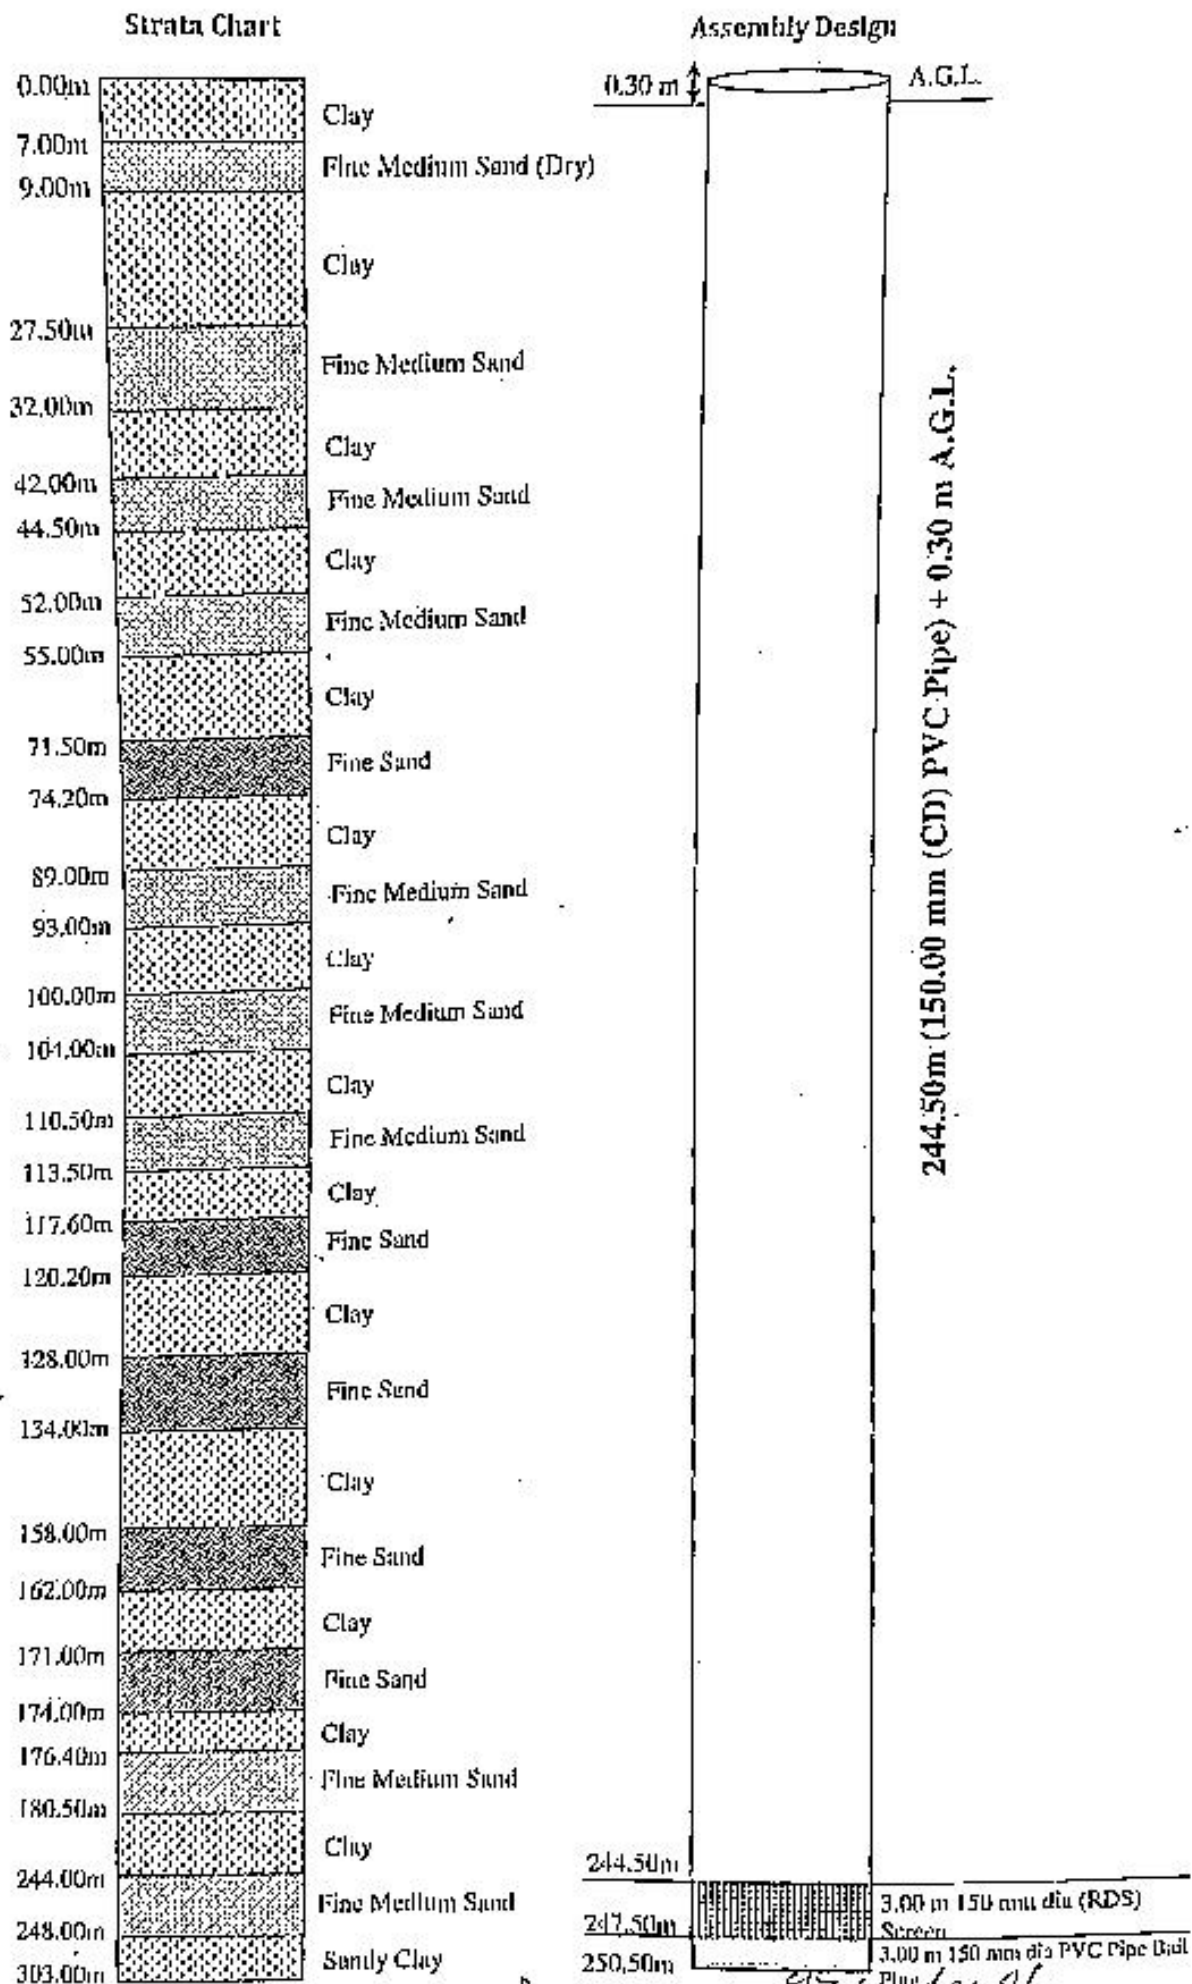 Strata Chart
Assembly Design
0.00m
0.30 m
A.G.L.
Clay
7.00m
Fine Medium Sand (Dry)
9.00m
Clay
27.50m
Fine Medium Sand
32.00m
Clay
42.00m
Fine Medium Sand
44.50m
Clay
52.00m
Fine Medium Sand
55.00m
Clay
71.50m
Fine Sand
74.20m
Clay
89.00m
Fine Medium Sand
93.00m
Clay
100.00m
Fine Medium Sand
104.00m
Clay
110.50m
Fine Medium Sand
113.50m
Clay
117.60m
Fine Sand
120.20m
Clay
128.00m
Fine Sand
134.00m
Clay
158.00m
Fine Sand
162.00m
Clay
171.00m
Fine Sand
174.00m
Clay
176.40m
Fine Medium Sand
180.50m
Clay
244.00m
Fine Medium Sand
248.00m
Sandy Clay
303.00m
244.50m (150.00 mm (CD) PVC Pipe) + 0.30 m A.G.L.
244.50m
3.00 m 150 mm dia (RDS)
Screen
247.50m
3.00 m 150 mm dia PVC Pipe Bail
Plug
250.50m